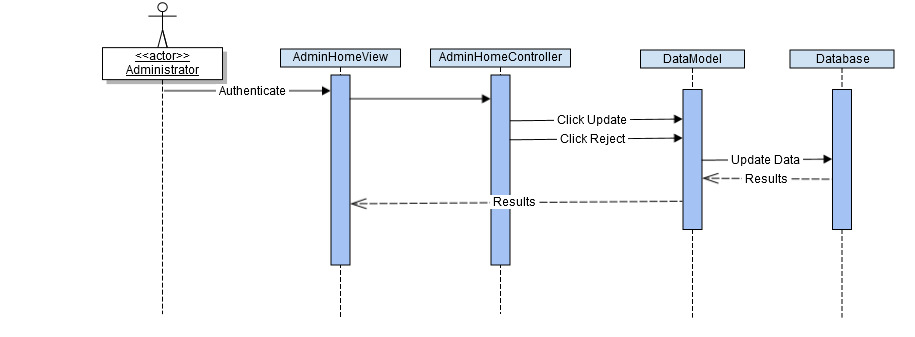 <<actor>>
Administrator
AdminHomeView
AdminHomeController
DataModel
Database
Authenticate
Click Update
Click Reject
Update Data
Results
Results